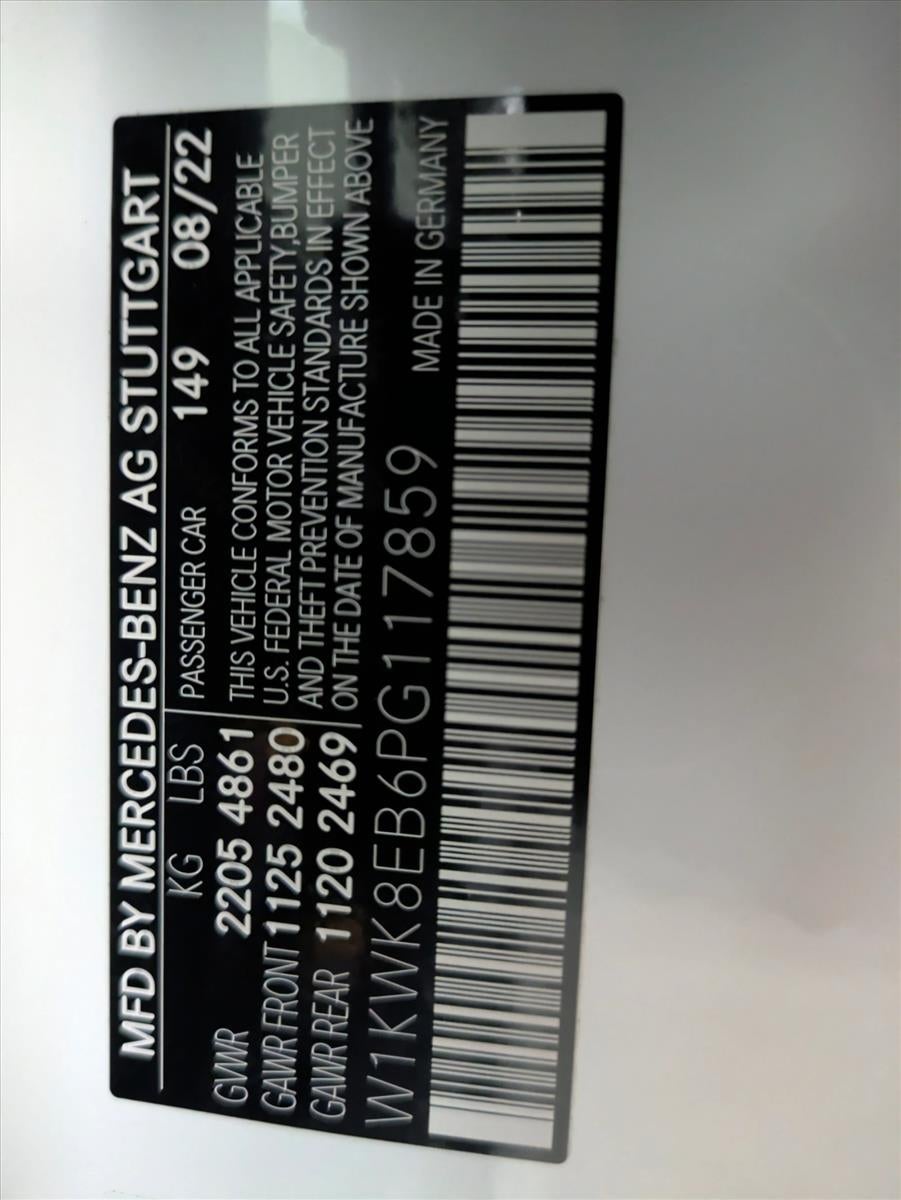 MFD BY MERCEDES-BENZ AG STUTTGART
KG LBS PASSENGER CAR 149 08/22
GVWR 2205 4861 THIS VEHICLE CONFORMS TO ALL APPLICABLE
U.S. FEDERAL MOTOR VEHICLE SAFETY,BUMPER
GAWR FRONT 1125 2480 AND THEFT PREVENTION STANDARDS IN EFFECT
GAWR REAR 1120 2469 ON THE DATE OF MANUFACTURE SHOWN ABOVE
W1KWK8EB6PG117859 MADE IN GERMANY